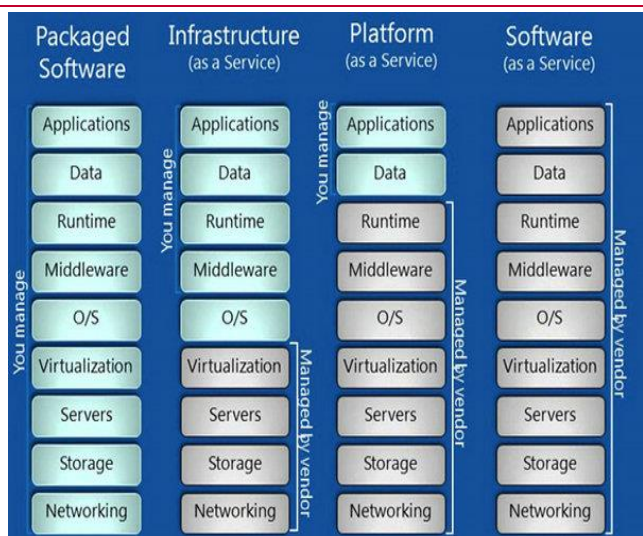 Packaged
Software
Infrastructure
(as a Service)
Platform
(as a Service)
Software
(as a Service)
You manage
Applications
Data
Runtime
Middleware
O/S
Virtualization
Servers
Storage
Networking
You manage
Applications
Data
Runtime
Middleware
O/S
Virtualization
Servers
Storage
Networking
Managed by vendor
You manage
Applications
Data
Runtime
Middleware
O/S
Virtualization
Servers
Storage
Networking
Managed by vendor
Applications
Data
Runtime
Middleware
O/S
Virtualization
Servers
Storage
Networking
Managed by vendor